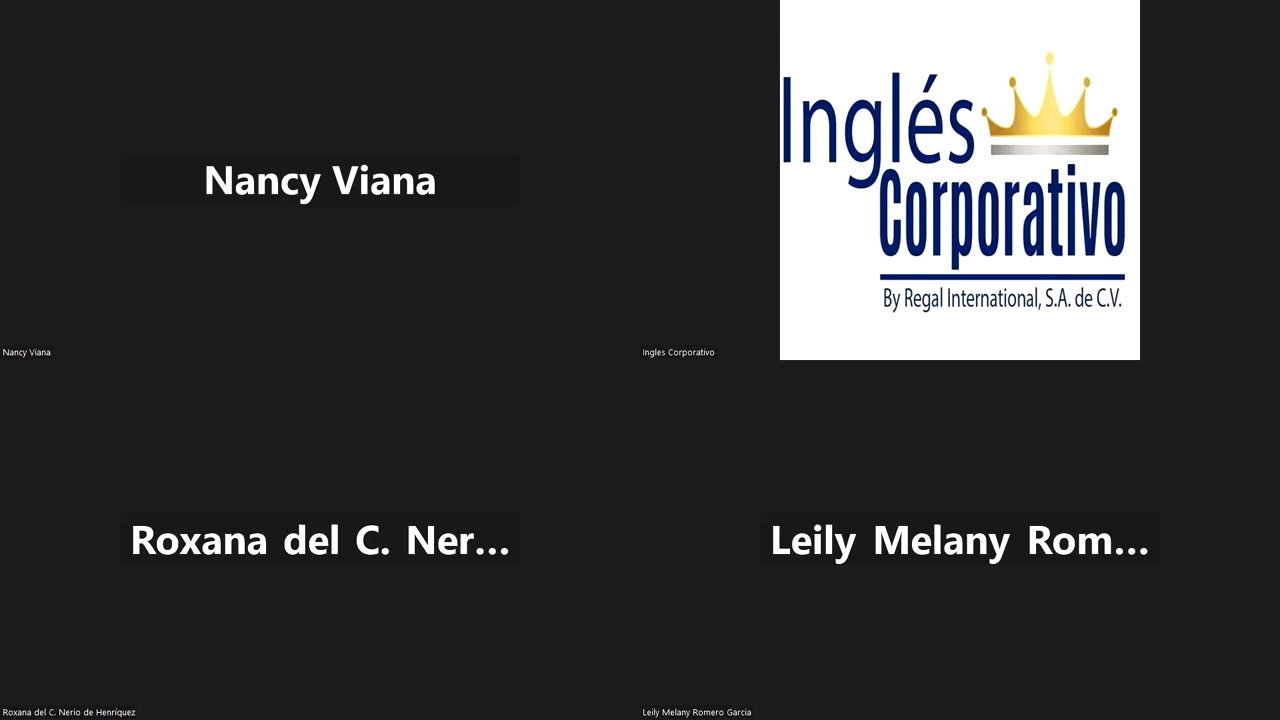 Nancy Viana
Nancy Viana
Inglés
Corporativo
By Regal International, S.A. de C.V.
Ingles Corporativo
Roxana del C. Ner...
Roxana del C. Nerio de Henríquez
Leily Melany Rom...
Leily Melany Romero Garcia